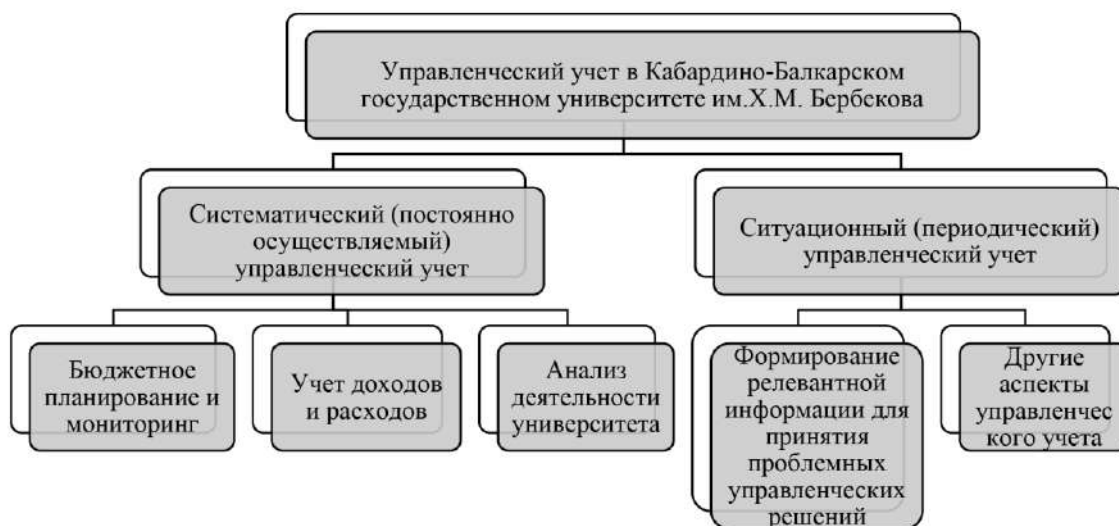 Управленческий учет в Кабардино-Балкарском
государственном университете им.Х.М. Бербекова
Систематический (постоянно
осуществляемый)
управленческий учет
Ситуационный (периодический)
управленческий учет
Бюджетное
планирование и
мониторинг
Учет доходов
и расходов
Анализ
деятельности
университета
Формирование
релевантной
информации для
принятия
проблемных
управленческих
решений
Другие
аспекты
управленчес
кого учета